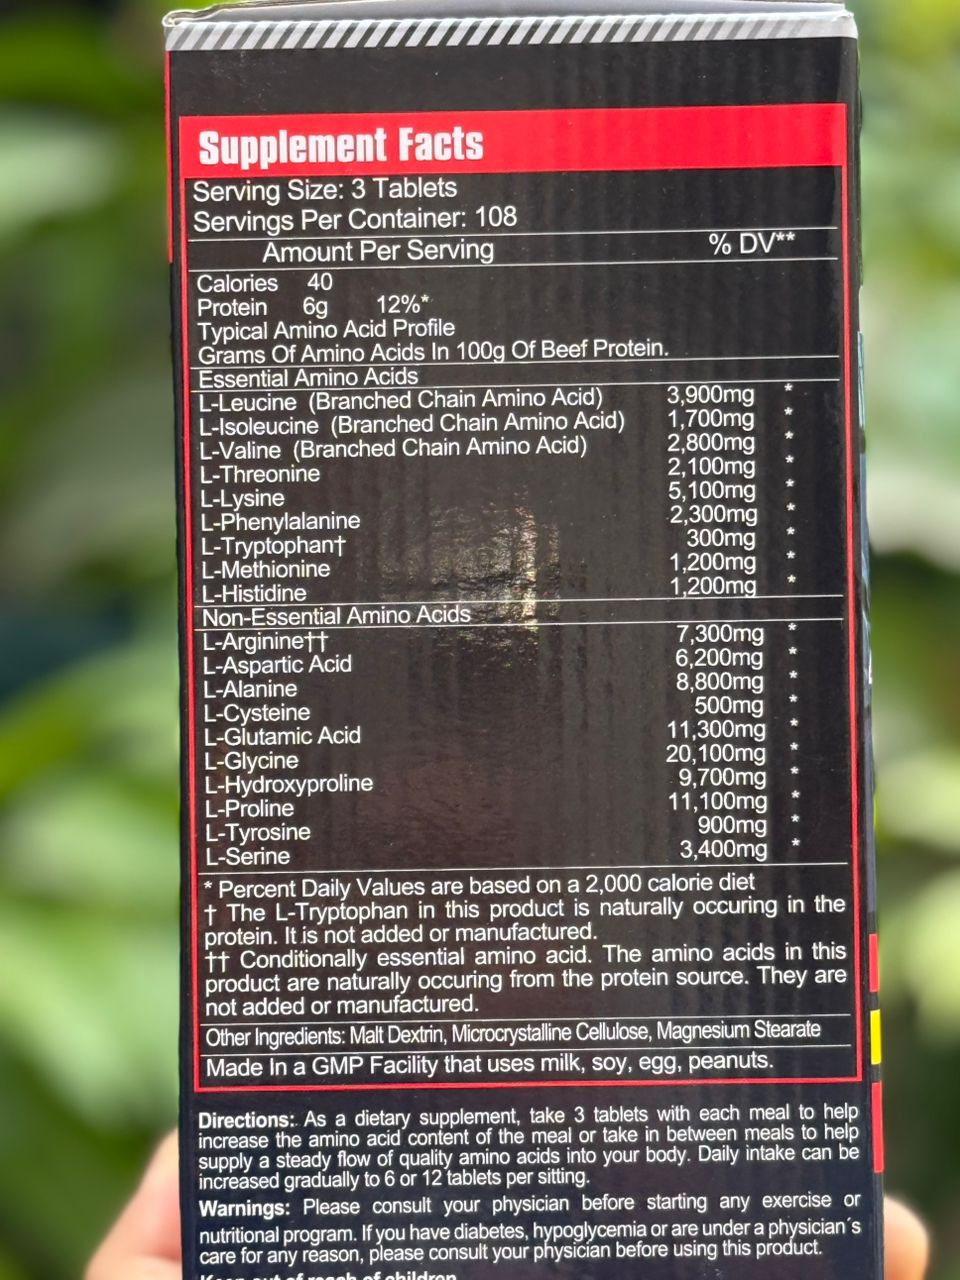 Supplement Facts
Serving Size: 3 Tablets
Servings Per Container: 108
Amount Per Serving % DV**
Calories 40
Protein 6g 12%*
Typical Amino Acid Profile
Grams Of Amino Acids In 100g Of Beef Protein.
Essential Amino Acids
L-Leucine (Branched Chain Amino Acid) 3,900mg *
L-Isoleucine (Branched Chain Amino Acid) 1,700mg *
L-Valine (Branched Chain Amino Acid) 2,800mg *
L-Threonine 2,100mg *
L-Lysine 5,100mg *
L-Phenylalanine 2,300mg *
L-Tryptophan† 300mg *
L-Methionine 1,200mg *
L-Histidine 1,200mg *
Non-Essential Amino Acids
L-Arginine†† 7,300mg *
L-Aspartic Acid 6,200mg *
L-Alanine 8,800mg *
L-Cysteine 500mg *
L-Glutamic Acid 11,300mg *
L-Glycine 20,100mg *
L-Hydroxyproline 9,700mg *
L-Proline 11,100mg *
L-Tyrosine 900mg *
L-Serine 3,400mg *
* Percent Daily Values are based on a 2,000 calorie diet
† The L-Tryptophan in this product is naturally occuring in the
protein. It is not added or manufactured.
†† Conditionally essential amino acid. The amino acids in this
product are naturally occuring from the protein source. They are
not added or manufactured.
Other Ingredients: Malt Dextrin, Microcrystalline Cellulose, Magnesium Stearate
Made In a GMP Facility that uses milk, soy, egg, peanuts.
Directions: As a dietary supplement, take 3 tablets with each meal to help
increase the amino acid content of the meal or take in between meals to help
supply a steady flow of quality amino acids into your body. Daily intake can be
increased gradually to 6 or 12 tablets per sitting.
Warnings: Please consult your physician before starting any exercise or
nutritional program. If you have diabetes, hypoglycemia or are under a physician´s
care for any reason, please consult your physician before using this product.
Keep out of reach of children